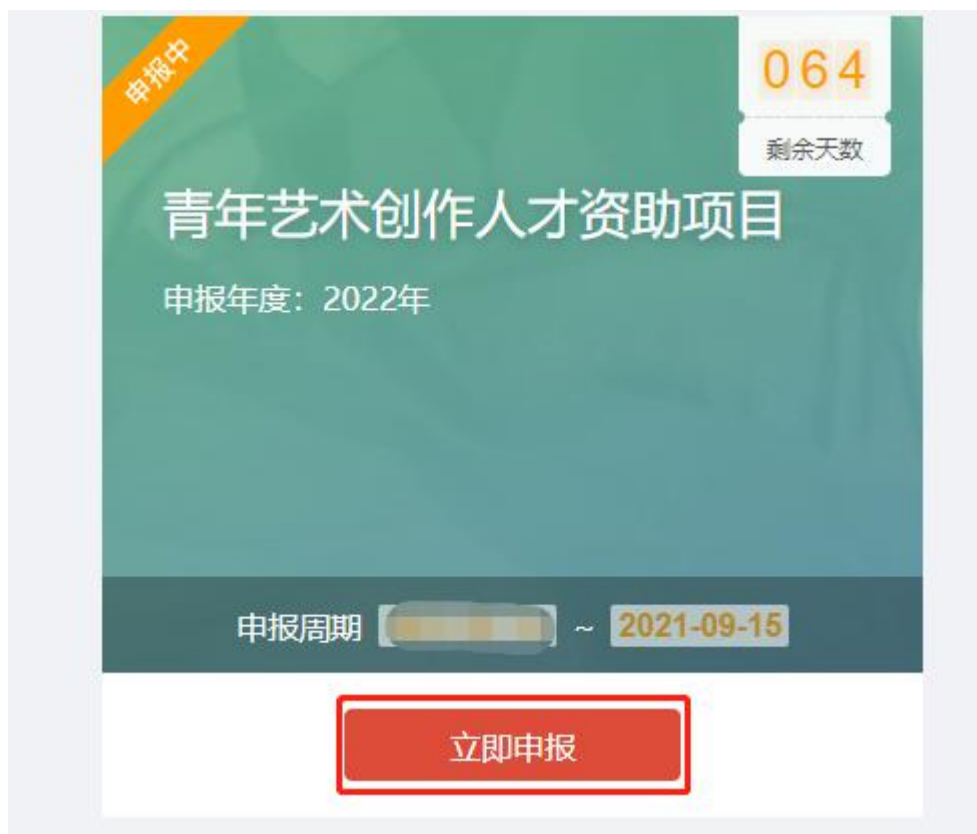 申报中
064
剩余天数
青年艺术创作人才资助项目
申报年度：2022年
申报周期 ~ 2021-09-15
立即申报